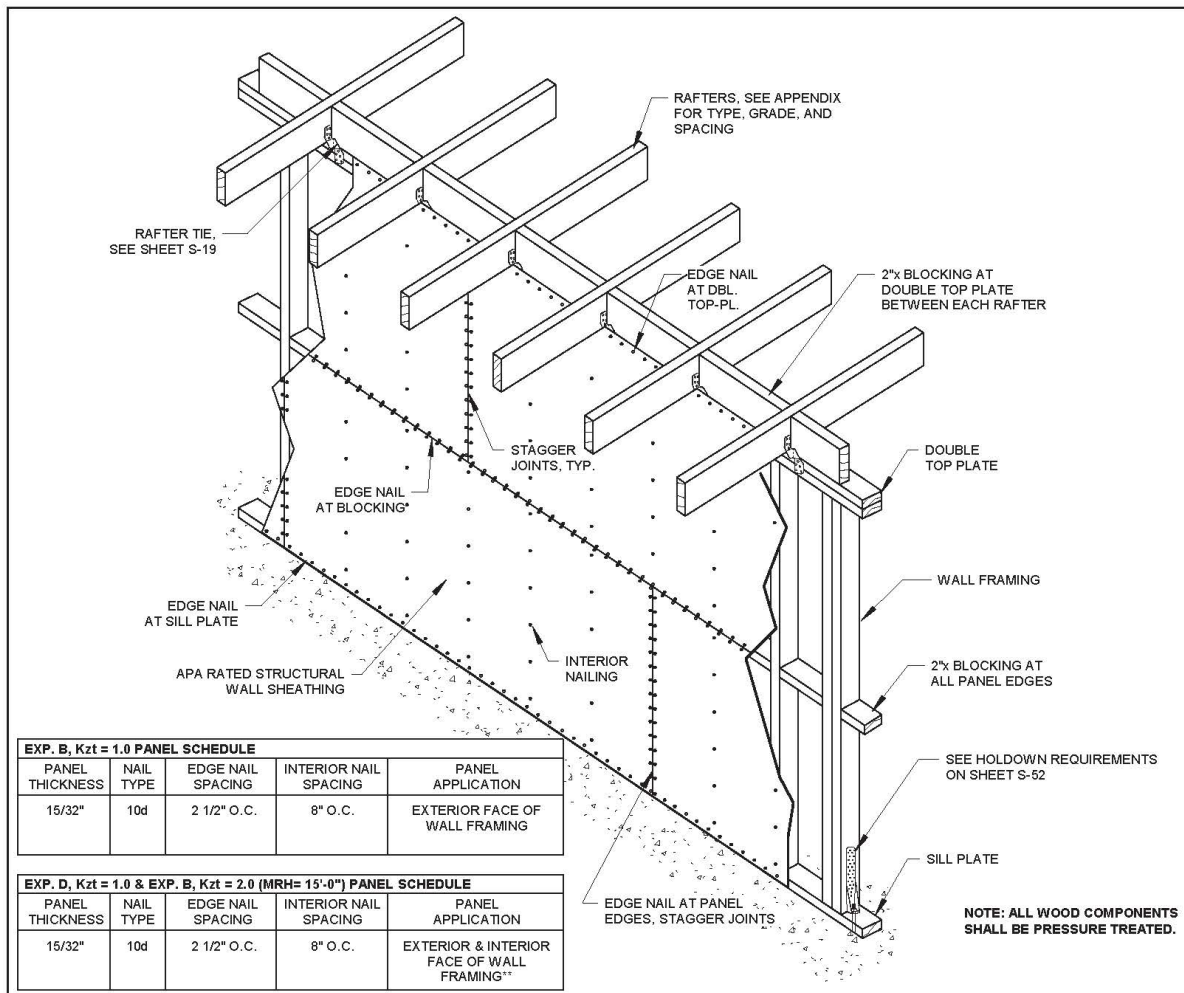 RAFTERS, SEE APPENDIX
FOR TYPE, GRADE, AND
SPACING
RAFTER TIE,
SEE SHEET S-19
EDGE NAIL
AT DBL.
TOP-PL.
2"x BLOCKING AT
DOUBLE TOP PLATE
BETWEEN EACH RAFTER
STAGGER
JOINTS, TYP.
DOUBLE
TOP PLATE
EDGE NAIL
AT BLOCKING
WALL FRAMING
EDGE NAIL
AT SILL PLATE
INTERIOR
NAILING
APA RATED STRUCTURAL
WALL SHEATHING
2"x BLOCKING AT
ALL PANEL EDGES
SEE HOLDOWN REQUIREMENTS
ON SHEET S-52
SILL PLATE
EDGE NAIL AT PANEL
EDGES, STAGGER JOINTS
NOTE: ALL WOOD COMPONENTS
SHALL BE PRESSURE TREATED.
EXP. B, Kzt = 1.0 PANEL SCHEDULE
PANEL THICKNESS NAIL TYPE EDGE NAIL SPACING INTERIOR NAIL SPACING PANEL APPLICATION
15/32" 10d 2 1/2" O.C. 8" O.C. EXTERIOR FACE OF
WALL FRAMING
EXP. D, Kzt = 1.0 & EXP. B, Kzt = 2.0 (MRH= 15'-0") PANEL SCHEDULE
PANEL THICKNESS NAIL TYPE EDGE NAIL SPACING INTERIOR NAIL SPACING PANEL APPLICATION
15/32" 10d 2 1/2" O.C. 8" O.C. EXTERIOR & INTERIOR
FACE OF WALL
FRAMING**